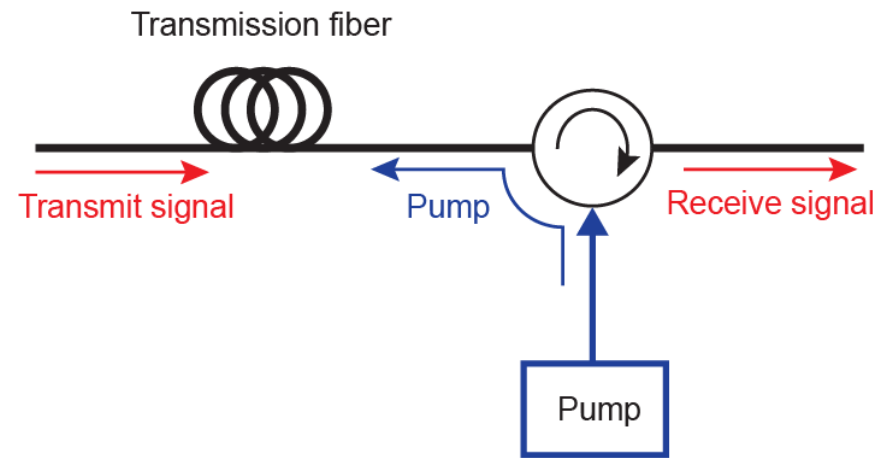 Transmission fiber
Transmit signal
Pump
Receive signal
Pump